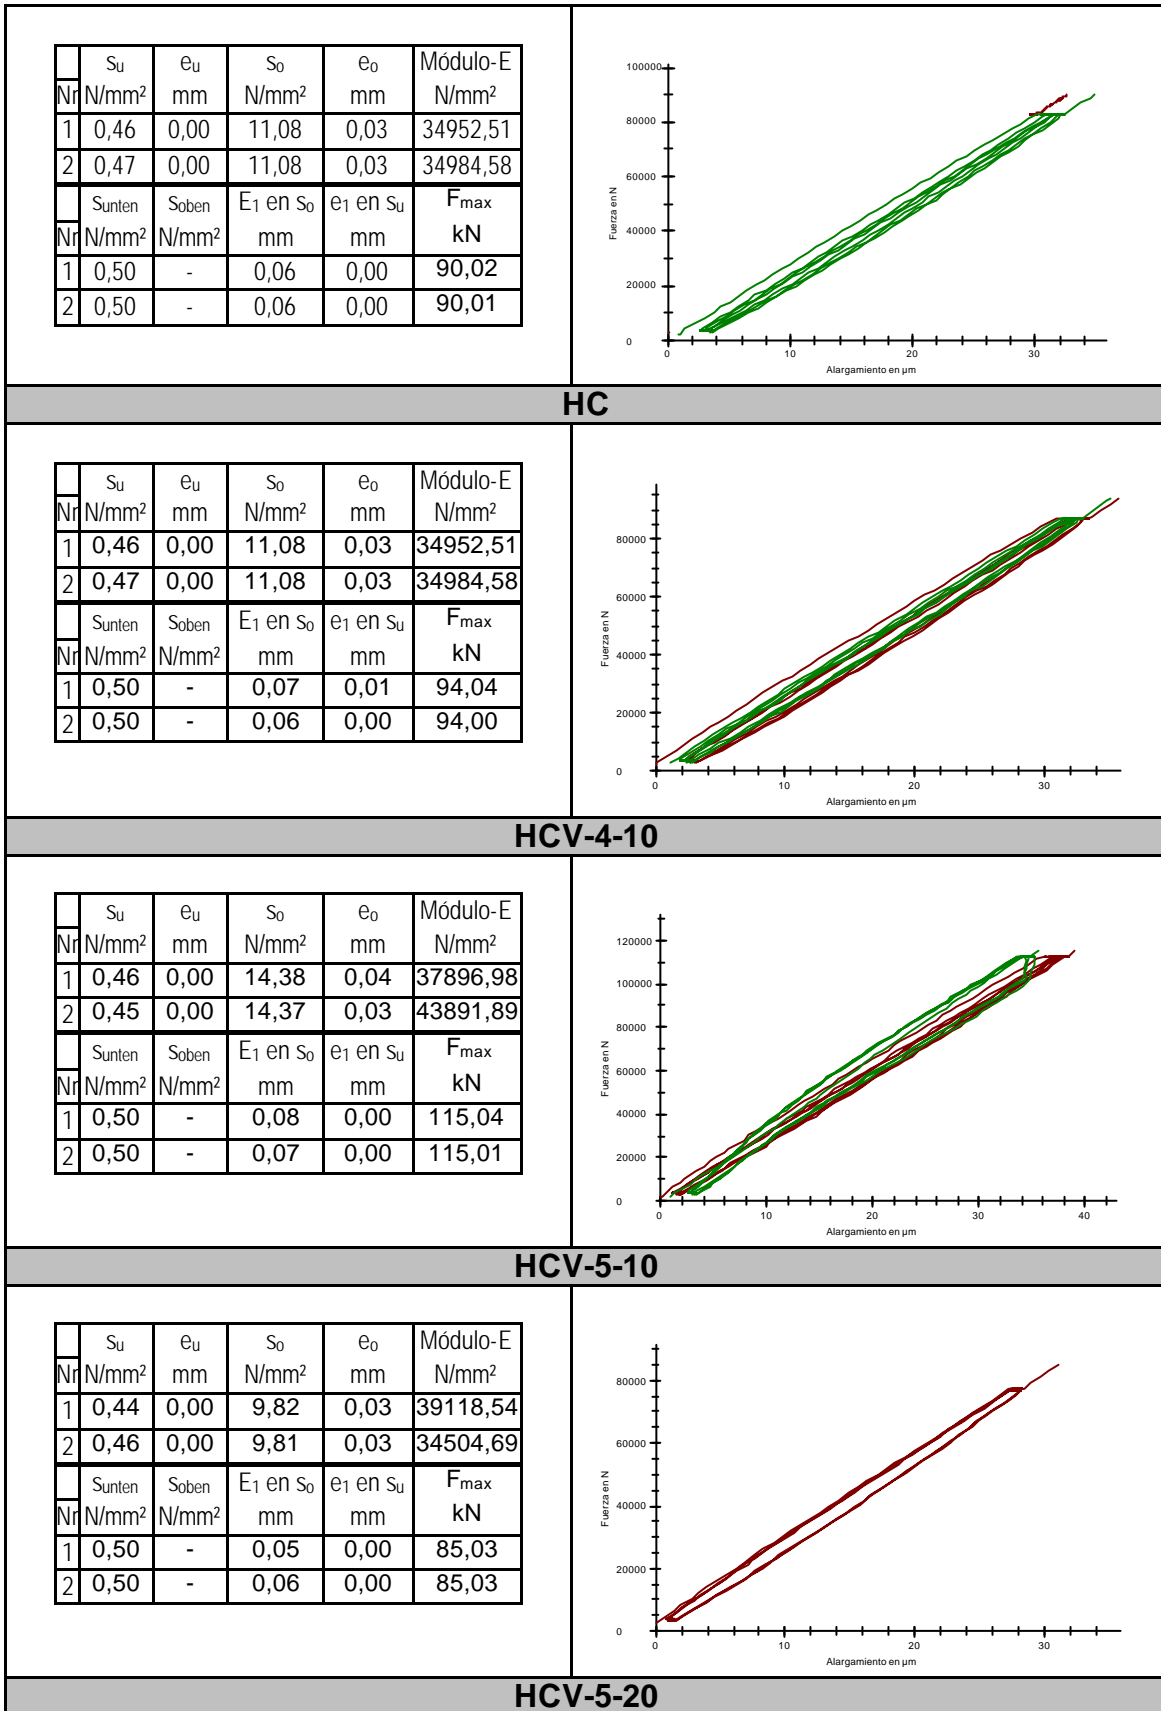 Su eu So eo Módulo-E
Nr N/mm² mm N/mm² mm N/mm²
1 0,46 0,00 11,08 0,03 34952,51
2 0,47 0,00 11,08 0,03 34984,58
Sunten Soben E1 en So e1 en Su Fmax
Nr N/mm² N/mm² mm mm kN
1 0,50 - 0,06 0,00 90,02
2 0,50 - 0,06 0,00 90,01
100000
80000
60000
40000
20000
0
Fuerza en N
0 10 20 30
Alargamiento en µm
HC
Su eu So eo Módulo-E
Nr N/mm² mm N/mm² mm N/mm²
1 0,46 0,00 11,08 0,03 34952,51
2 0,47 0,00 11,08 0,03 34984,58
Sunten Soben E1 en So e1 en Su Fmax
Nr N/mm² N/mm² mm mm kN
1 0,50 - 0,07 0,01 94,04
2 0,50 - 0,06 0,00 94,00
80000
60000
40000
20000
0
Fuerza en N
0 10 20 30
Alargamiento en µm
HCV-4-10
Su eu So eo Módulo-E
Nr N/mm² mm N/mm² mm N/mm²
1 0,46 0,00 14,38 0,04 37896,98
2 0,45 0,00 14,37 0,03 43891,89
Sunten Soben E1 en So e1 en Su Fmax
Nr N/mm² N/mm² mm mm kN
1 0,50 - 0,08 0,00 115,04
2 0,50 - 0,07 0,00 115,01
120000
100000
80000
60000
40000
20000
0
Fuerza en N
0 10 20 30 40
Alargamiento en µm
HCV-5-10
Su eu So eo Módulo-E
Nr N/mm² mm N/mm² mm N/mm²
1 0,44 0,00 9,82 0,03 39118,54
2 0,46 0,00 9,81 0,03 34504,69
Sunten Soben E1 en So e1 en Su Fmax
Nr N/mm² N/mm² mm mm kN
1 0,50 - 0,05 0,00 85,03
2 0,50 - 0,06 0,00 85,03
80000
60000
40000
20000
0
Fuerza en N
0 10 20 30
Alargamiento en µm
HCV-5-20